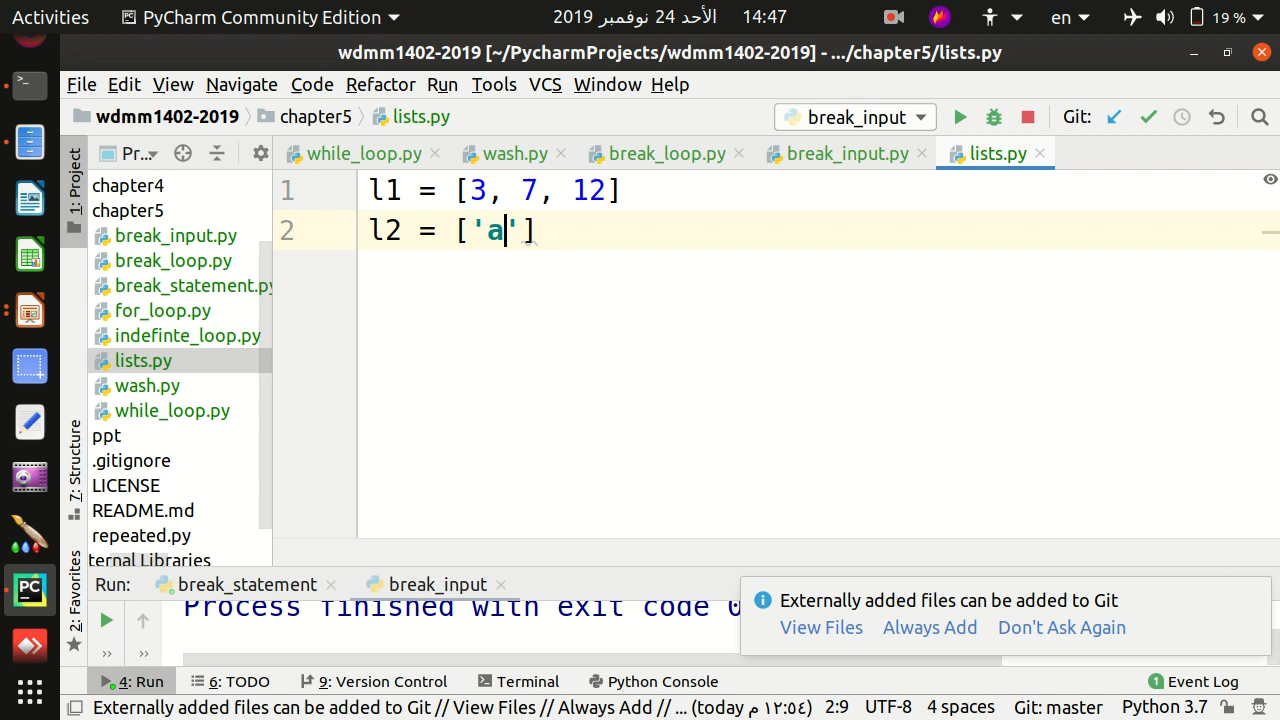 Activities PyCharm Community Edition الأحد 24 نوفمبر 2019 14:47 en 19 %
wdmm1402-2019 [~/PycharmProjects/wdmm1402-2019] - .../chapter5/lists.py
File Edit View Navigate Code Refactor Run Tools VCS Window Help
wdmm1402-2019 chapter5 lists.py break_input Git:
1: Project Pr... while_loop.py wash.py break_loop.py break_input.py lists.py
1 l1 = [3, 7, 12]
2 l2 = ['a']
chapter4
chapter5
break_input.py
break_loop.py
break_statement.py
for_loop.py
indefinte_loop.py
lists.py
wash.py
while_loop.py
ppt
.gitignore
LICENSE
README.md
repeated.py
ternal Libraries
7: Structure
2: Favorites
Run: break_statement break_input
Process finished with exit code 0
Externally added files can be added to Git
View Files Always Add Don't Ask Again
4: Run 6: TODO 9: Version Control Terminal Python Console 1 Event Log
Externally added files can be added to Git // View Files // Always Add // ... (today ١٢:٥٤ م) 2:9 UTF-8 4 spaces Git: master Python 3.7